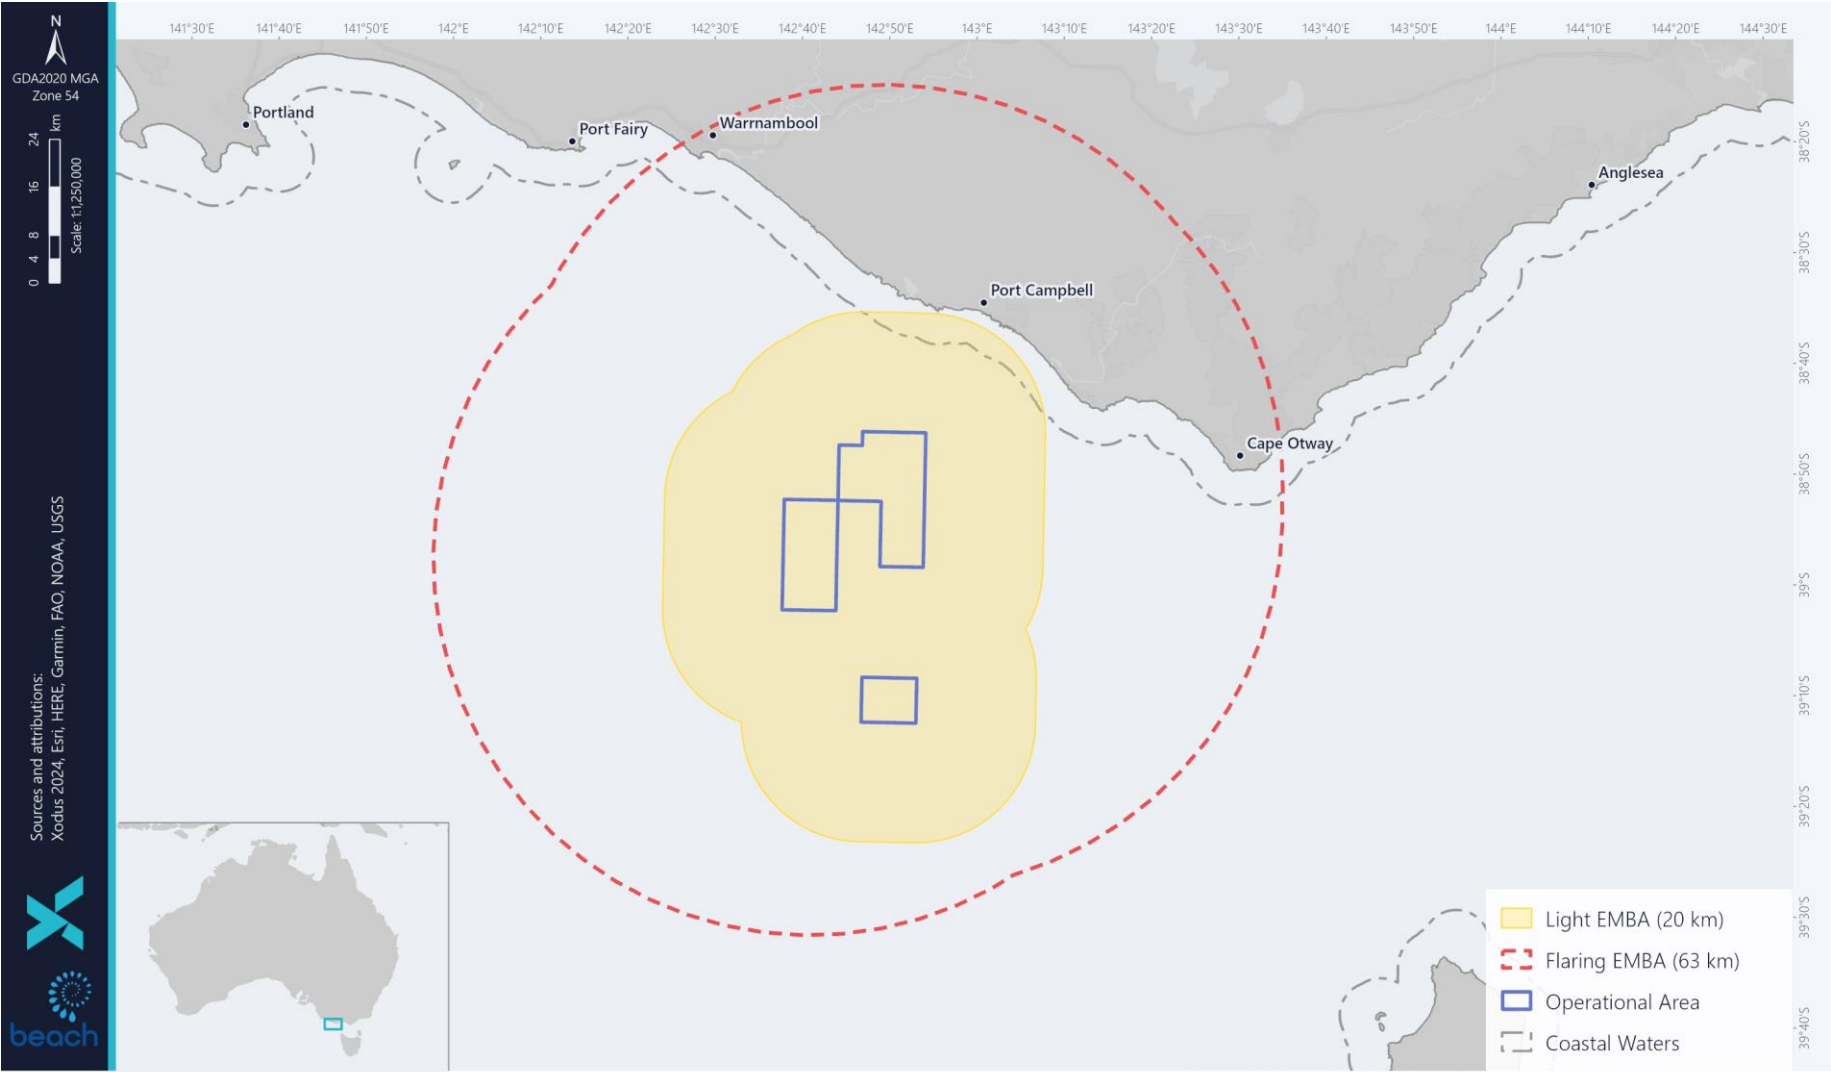 N
GDA2020 MGA
Zone 54
0 4 8 16 24 km
Scale: 1:1,250,000
Sources and attributions:
Xodus 2024, Esri, HERE, Garmin, FAO, NOAA, USGS
beach
141°30'E 141°40'E 141°50'E 142°E 142°10'E 142°20'E 142°30'E 142°40'E 142°50'E 143°E 143°10'E 143°20'E 143°30'E 143°40'E 143°50'E 144°E 144°10'E 144°20'E 144°30'E
Portland
Port Fairy
Warrnambool
Anglesea
Port Campbell
Cape Otway
38°20'S
38°30'S
38°40'S
38°50'S
39°S
39°10'S
39°20'S
39°30'S
39°40'S
Light EMBA (20 km)
Flaring EMBA (63 km)
Operational Area
Coastal Waters